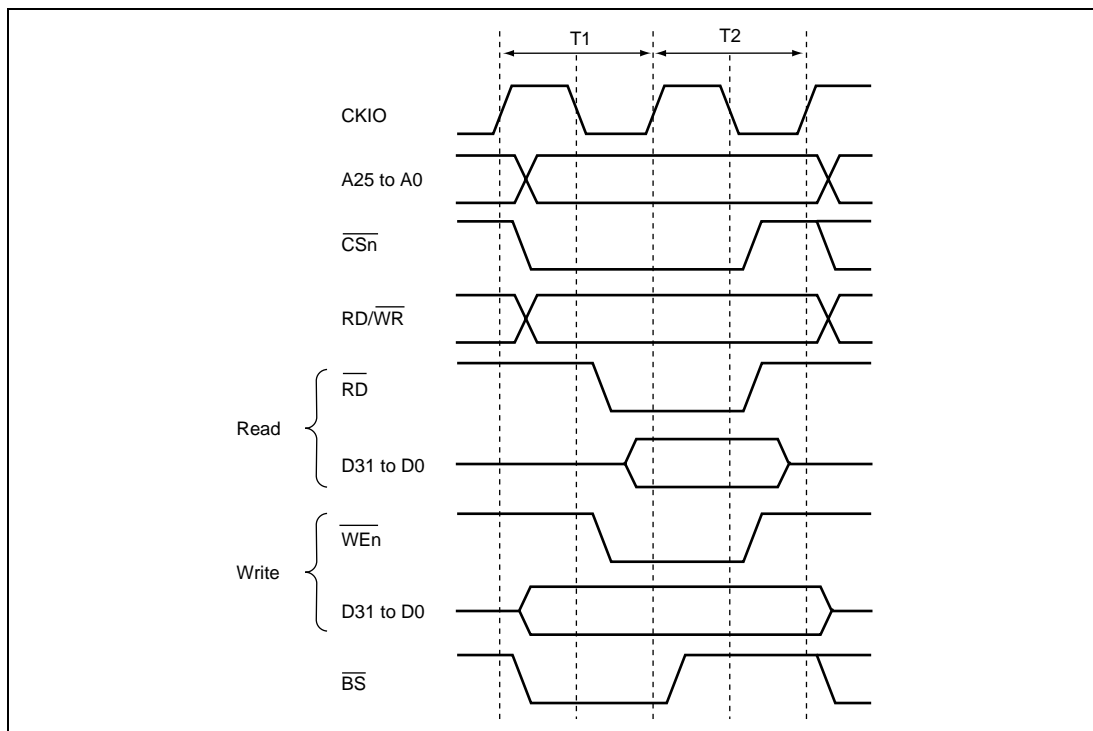 T1 T2
CKIO
A25 to A0
CSn
RD/WR
RD
Read
D31 to D0
WEn
Write
D31 to D0
BS